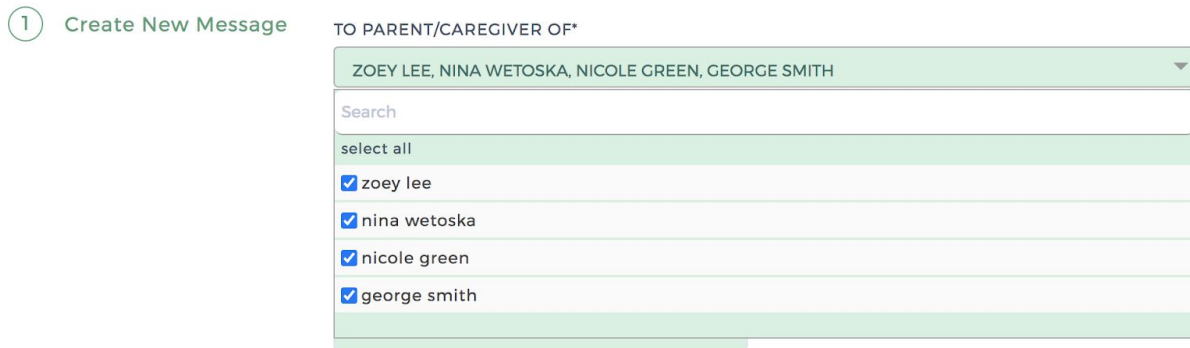 1 Create New Message
TO PARENT/CAREGIVER OF*
ZOEY LEE, NINA WETOSKA, NICOLE GREEN, GEORGE SMITH
Search
select all
zoey lee
nina wetoska
nicole green
george smith